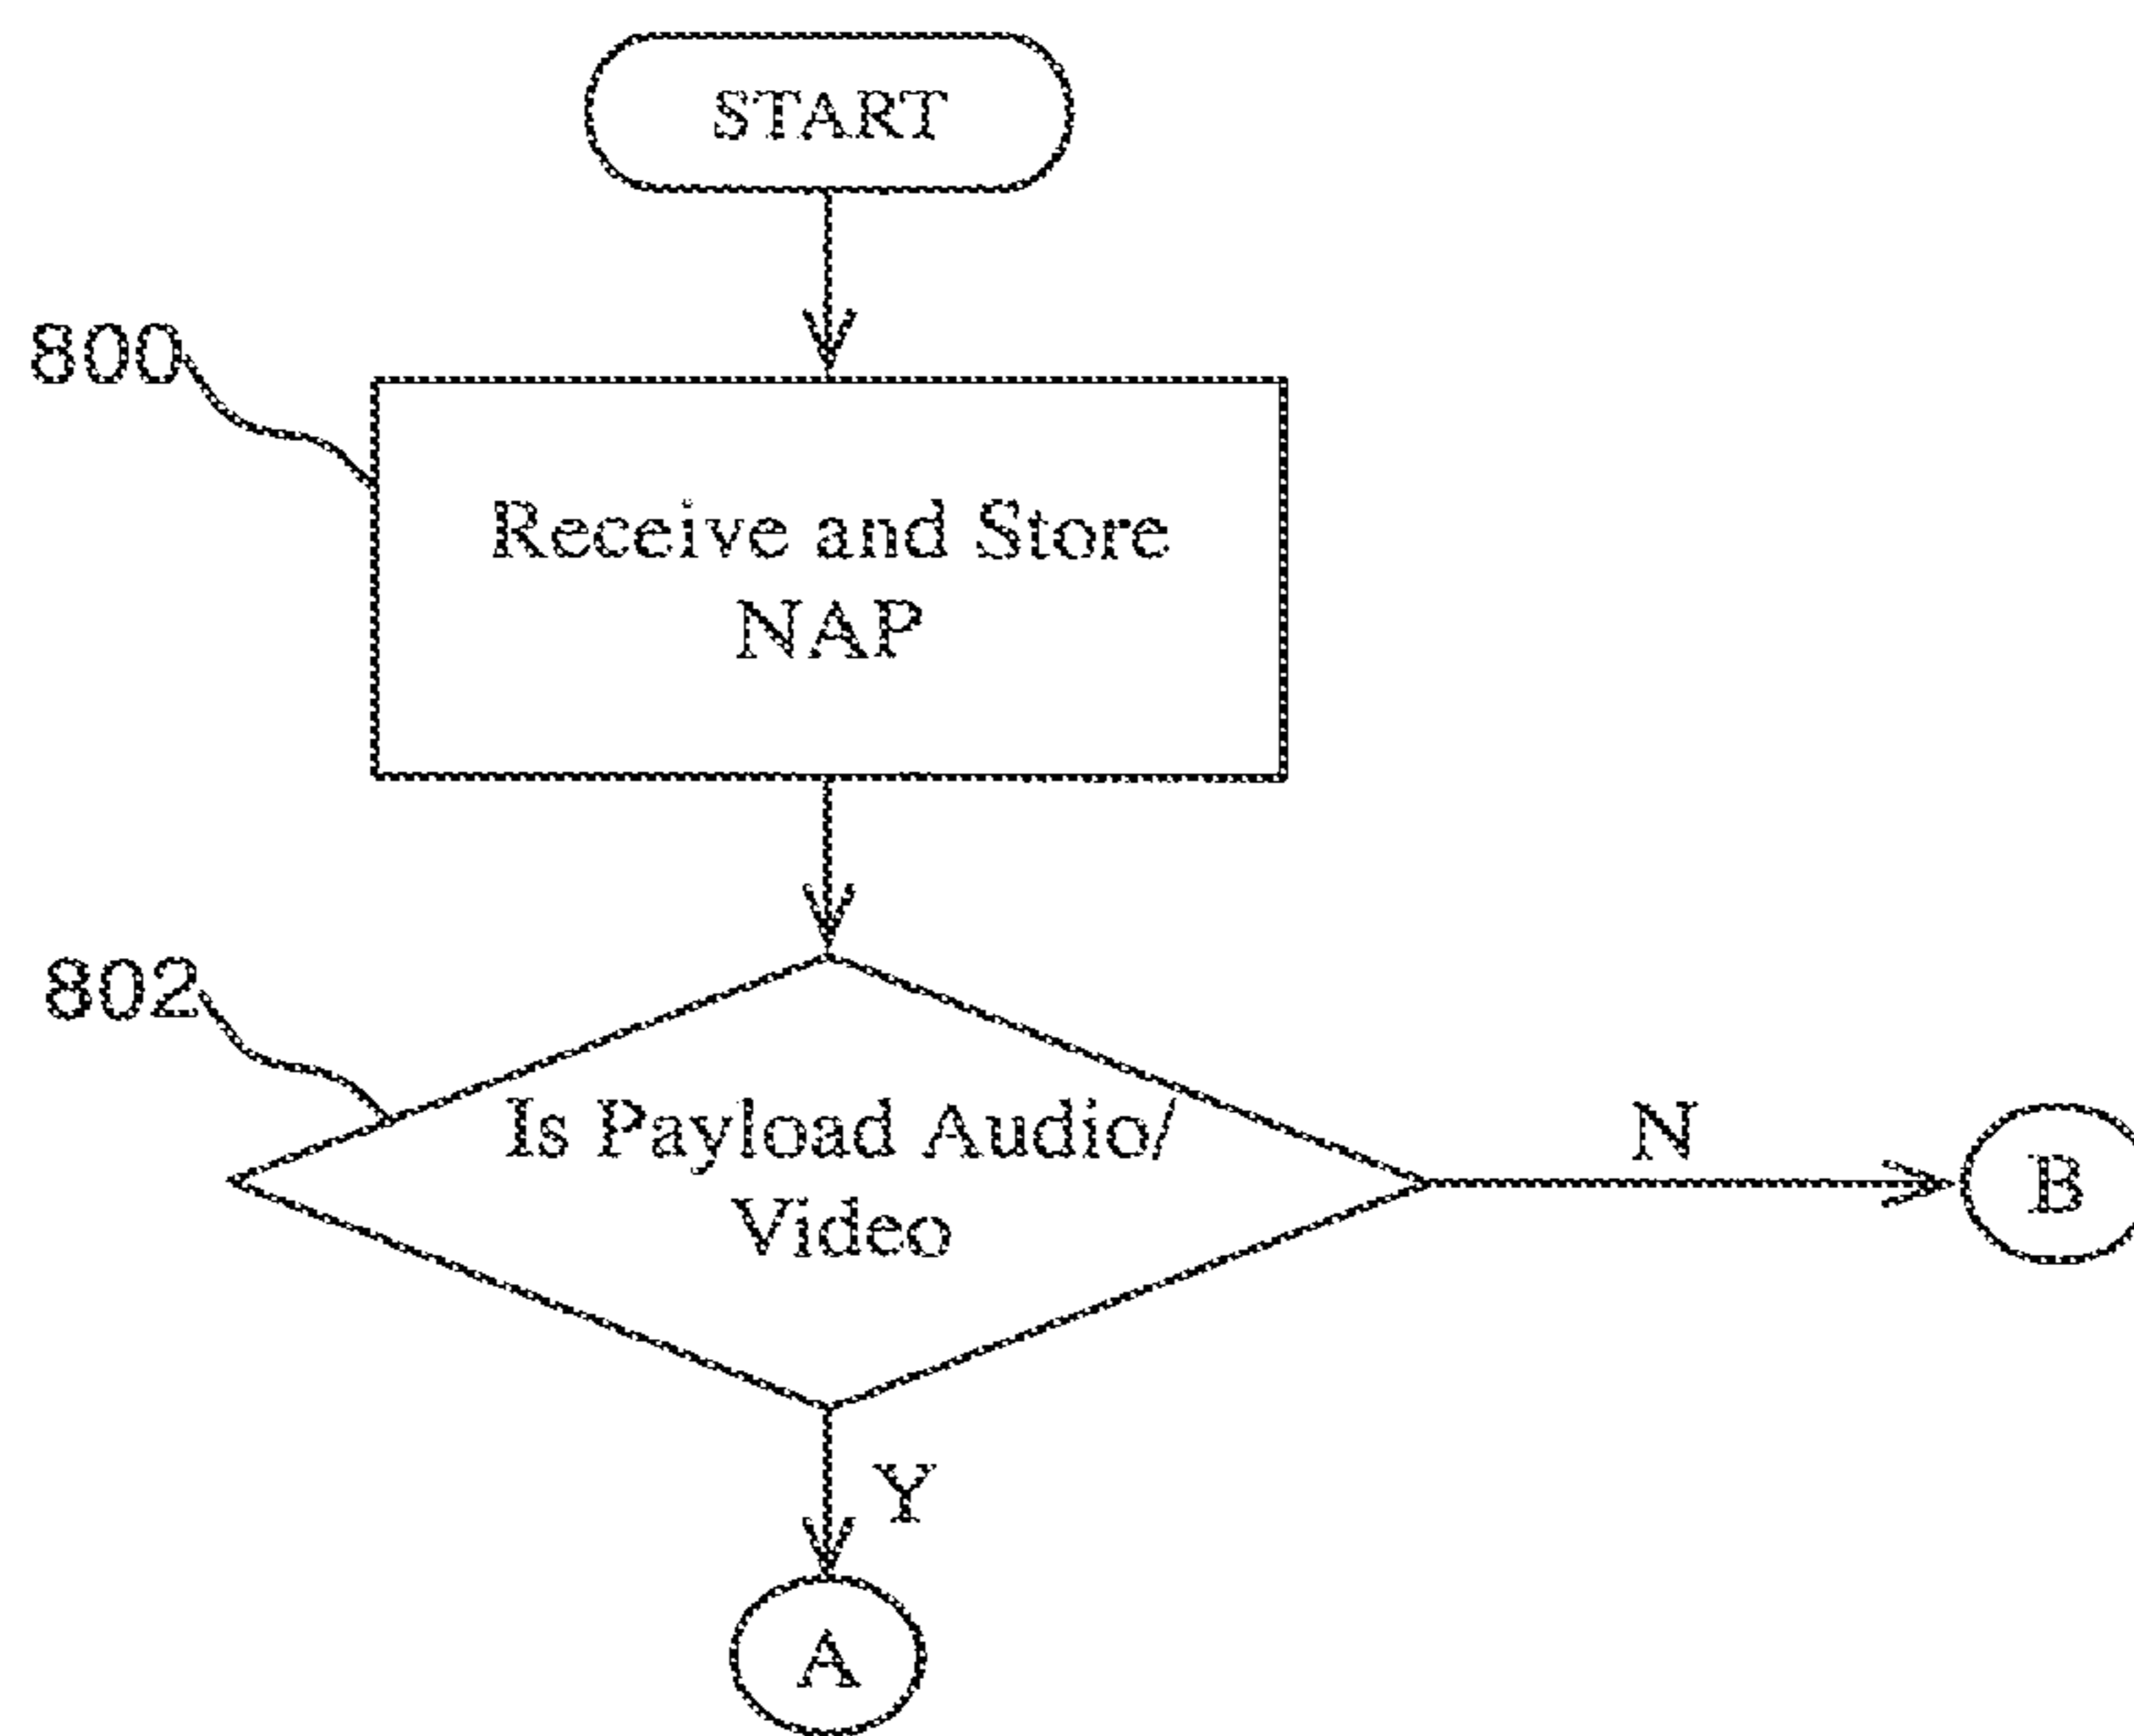 START
800
Receive and Store
NAP
802
Is Payload Audio/
Video
N
B
Y
A